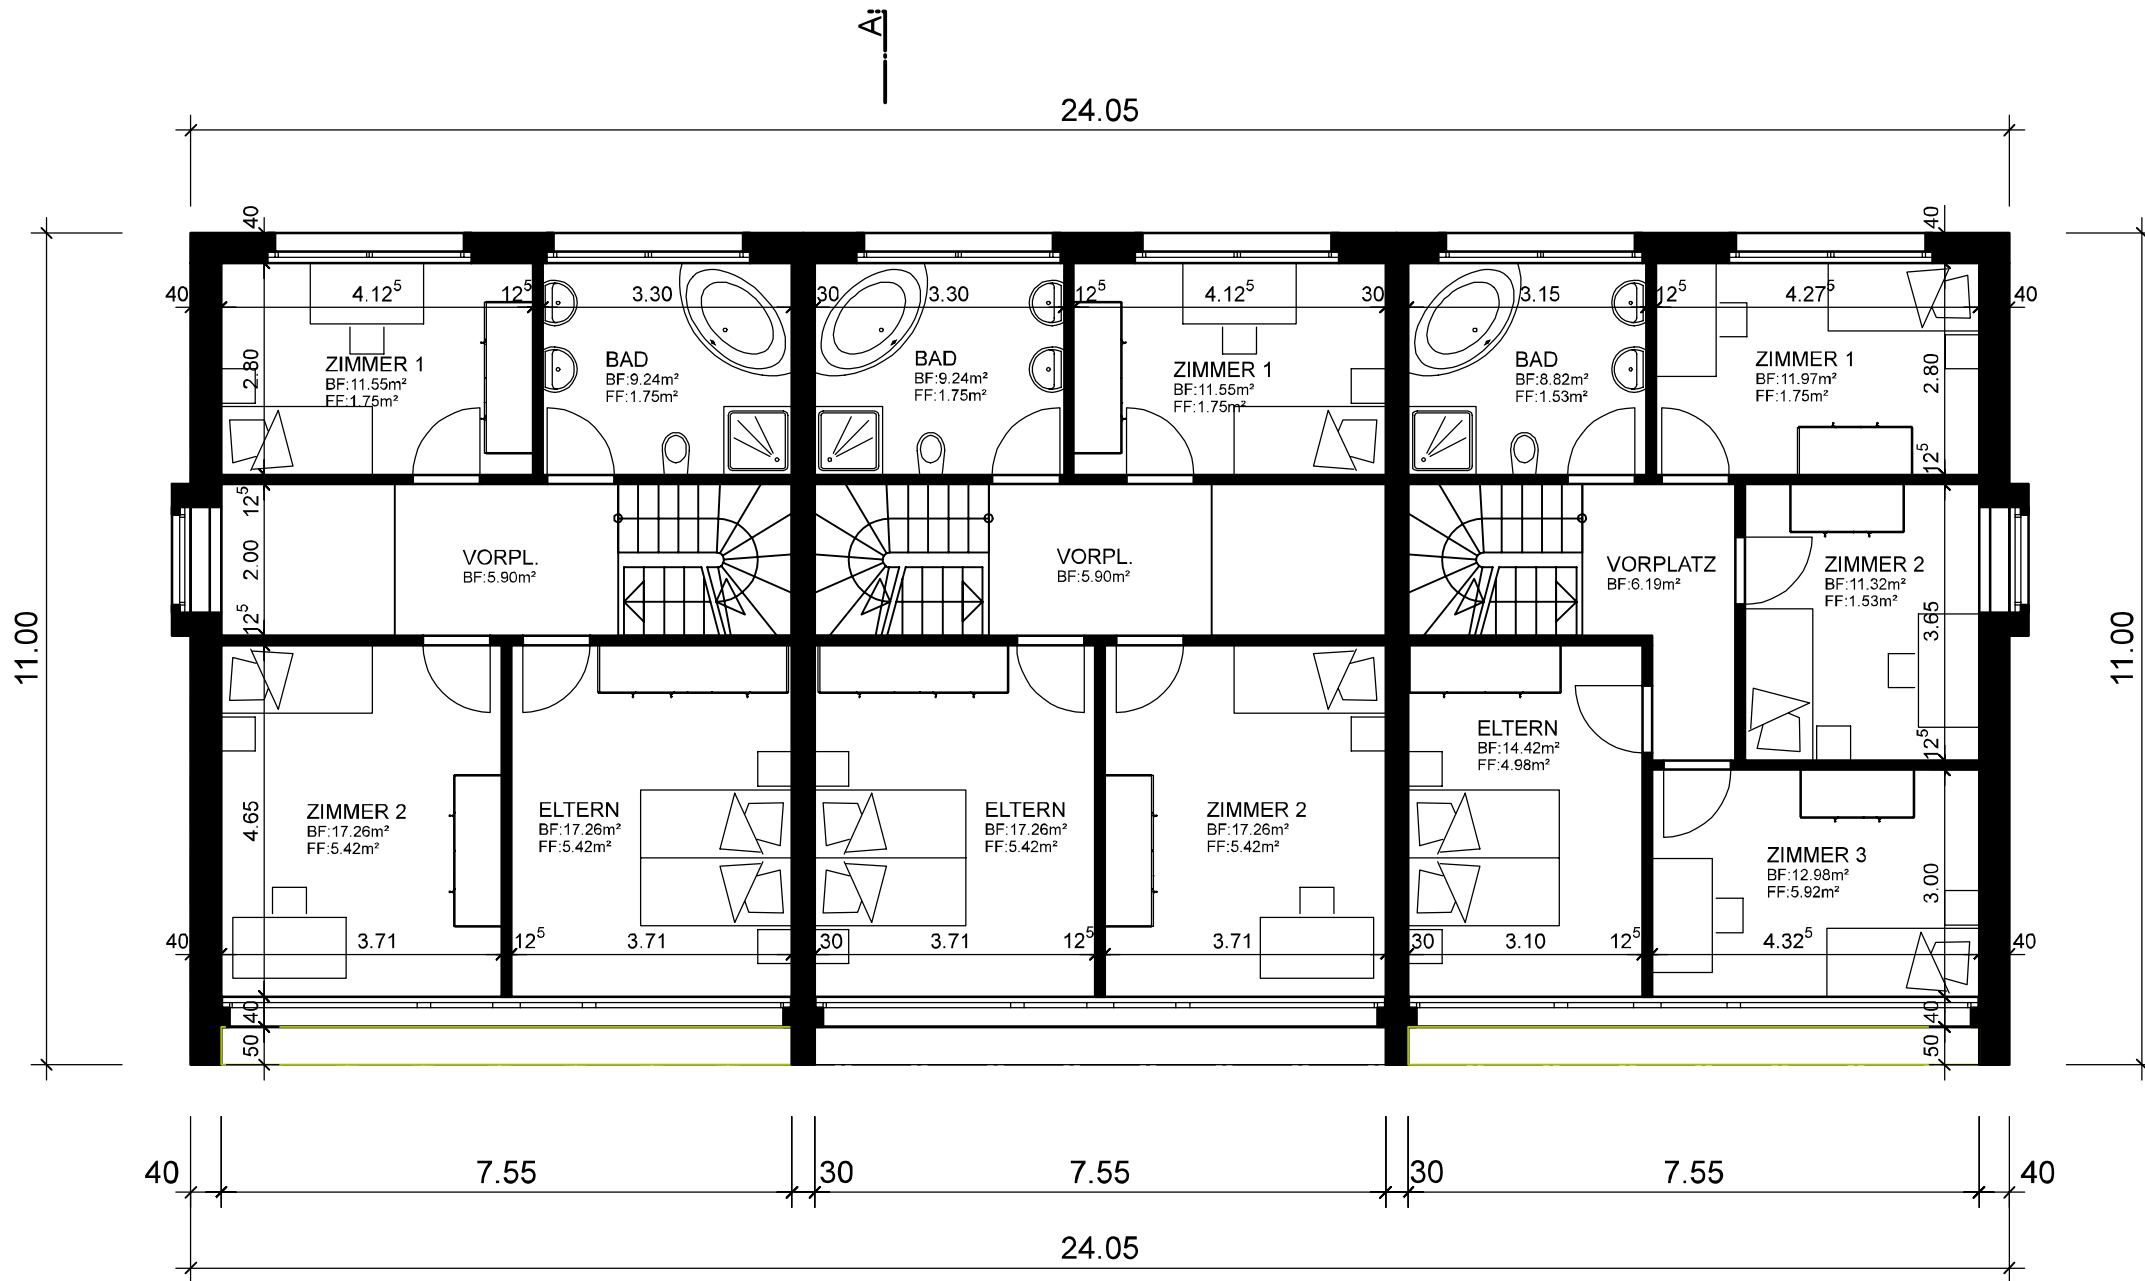 A
24.05
40
40
40
4.12⁵
12⁵
3.30
30
3.30
12⁵
4.12⁵
30
3.15
12⁵
4.27⁵
40
ZIMMER 1
BF:11.55m²
FF:1.75m²
BAD
BF:9.24m²
FF:1.75m²
BAD
BF:9.24m²
FF:1.75m²
ZIMMER 1
BF:11.55m²
FF:1.75m²
BAD
BF:8.82m²
FF:1.53m²
ZIMMER 1
BF:11.97m²
FF:1.75m²
2.80
2.80
12⁵
12⁵
2.00
12⁵
VORPL.
BF:5.90m²
VORPL.
BF:5.90m²
VORPLATZ
BF:6.19m²
ZIMMER 2
BF:11.32m²
FF:1.53m²
3.65
12⁵
11.00
11.00
ELTERN
BF:14.42m²
FF:4.98m²
4.65
ZIMMER 2
BF:17.26m²
FF:5.42m²
ELTERN
BF:17.26m²
FF:5.42m²
ELTERN
BF:17.26m²
FF:5.42m²
ZIMMER 2
BF:17.26m²
FF:5.42m²
ZIMMER 3
BF:12.98m²
FF:5.92m²
3.00
40
3.71
12⁵
3.71
30
3.71
12⁵
3.71
30
3.10
12⁵
4.32⁵
40
40
40
50
50
40
7.55
30
7.55
30
7.55
40
24.05